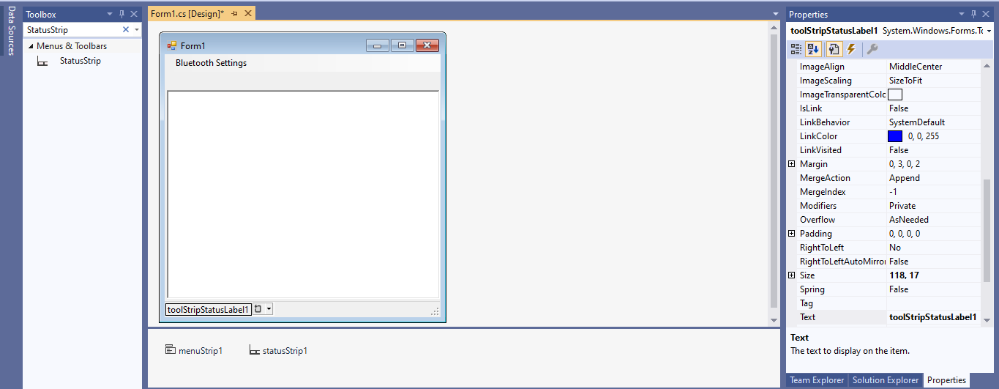 Data Sources
Toolbox
StatusStrip
Menus & Toolbars
StatusStrip
Form1.cs [Design]*
Form1
Bluetooth Settings
toolStripStatusLabel1
menuStrip1
statusStrip1
Properties
toolStripStatusLabel1 System.Windows.Forms.To
ImageAlign MiddleCenter
ImageScaling SizeToFit
ImageTransparentColo
IsLink False
LinkBehavior SystemDefault
LinkColor 0, 0, 255
LinkVisited False
Margin 0, 3, 0, 2
MergeAction Append
MergeIndex -1
Modifiers Private
Overflow AsNeeded
Padding 0, 0, 0, 0
RightToLeft No
RightToLeftAutoMirror False
Size 118, 17
Spring False
Tag
Text toolStripStatusLabel1
Text
The text to display on the item.
Team Explorer Solution Explorer Properties